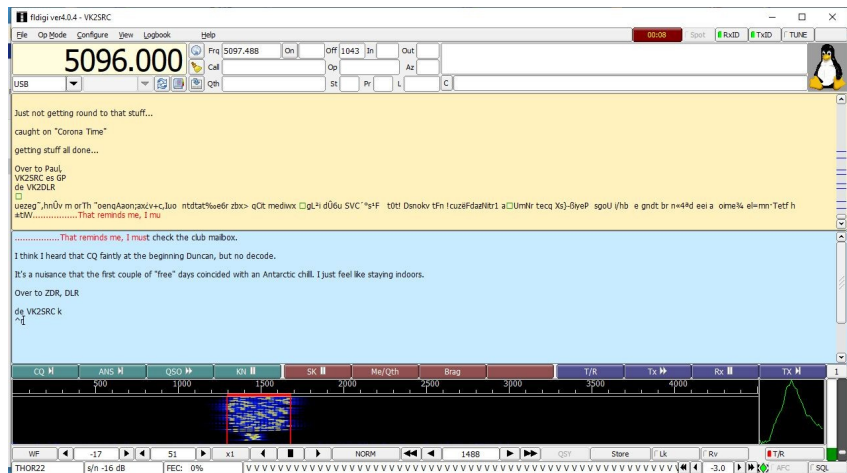 fldigi ver4.0.4 - VK2SRC
File Op Mode Configure View Logbook Help
00:08 Spot RxID TxID TUNE
5096.000
Frq 5097.488 On Off 1043 In Out
Call Op Az
USB
Qth St Pr L C
Just not getting round to that stuff...
caught on "Corona Time"
getting stuff all done...
Over to Paul,
VK2SRC es GP
de VK2DLR
.................That reminds me, I mu
.................That reminds me, I must check the club mailbox.
I think I heard that CQ faintly at the beginning Duncan, but no decode.
It's a nuisance that the first couple of "free" days coincided with an Antarctic chill. I just feel like staying indoors.
Over to ZDR, DLR
de VK2SRC k
^r
CQ ANS QSO KN SK Me/Qth Brag T/R Tx Rx TX 1
500 1000 1500 2000 2500 3000 3500 4000
WF -17 51 x1 NORM 1488 QSY Store Lk Rv T/R
THOR22 s/n -16 dB FEC: 0% -3.0 AFC SQL